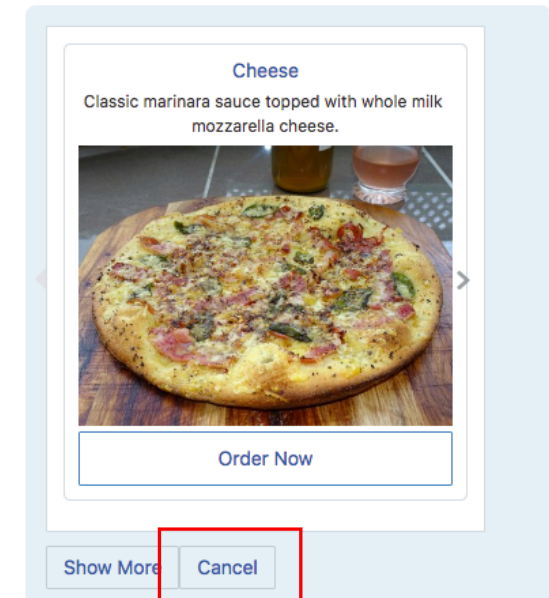 Cheese
Classic marinara sauce topped with whole milk
mozzarella cheese.
Order Now
Show More
Cancel